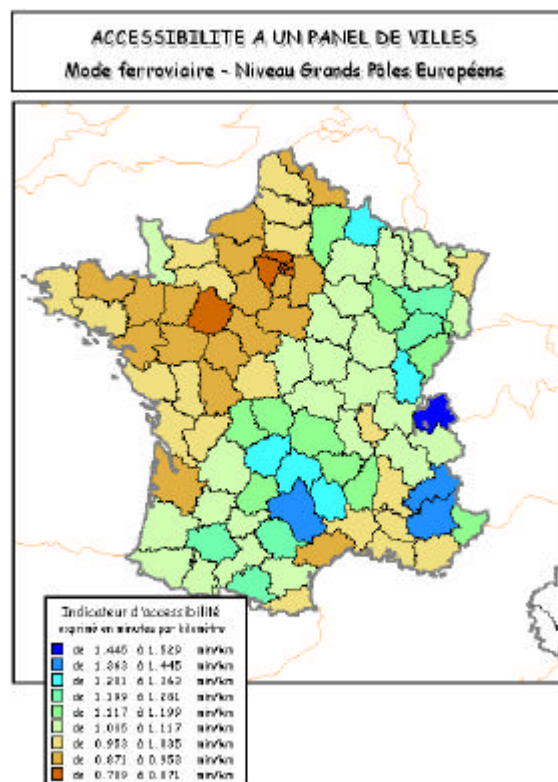 ACCESSIBILITE A UN PANEL DE VILLES
Mode ferroviaire - Niveau Grands Pôles Européens
Indicateur d'accessibilité
exprimé en minutes par kilomètre
de 1.445 à 1.529 min/km
de 1.363 à 1.445 min/km
de 1.281 à 1.363 min/km
de 1.199 à 1.281 min/km
de 1.117 à 1.199 min/km
de 1.035 à 1.117 min/km
de 0.953 à 1.035 min/km
de 0.871 à 0.953 min/km
de 0.789 à 0.871 min/km